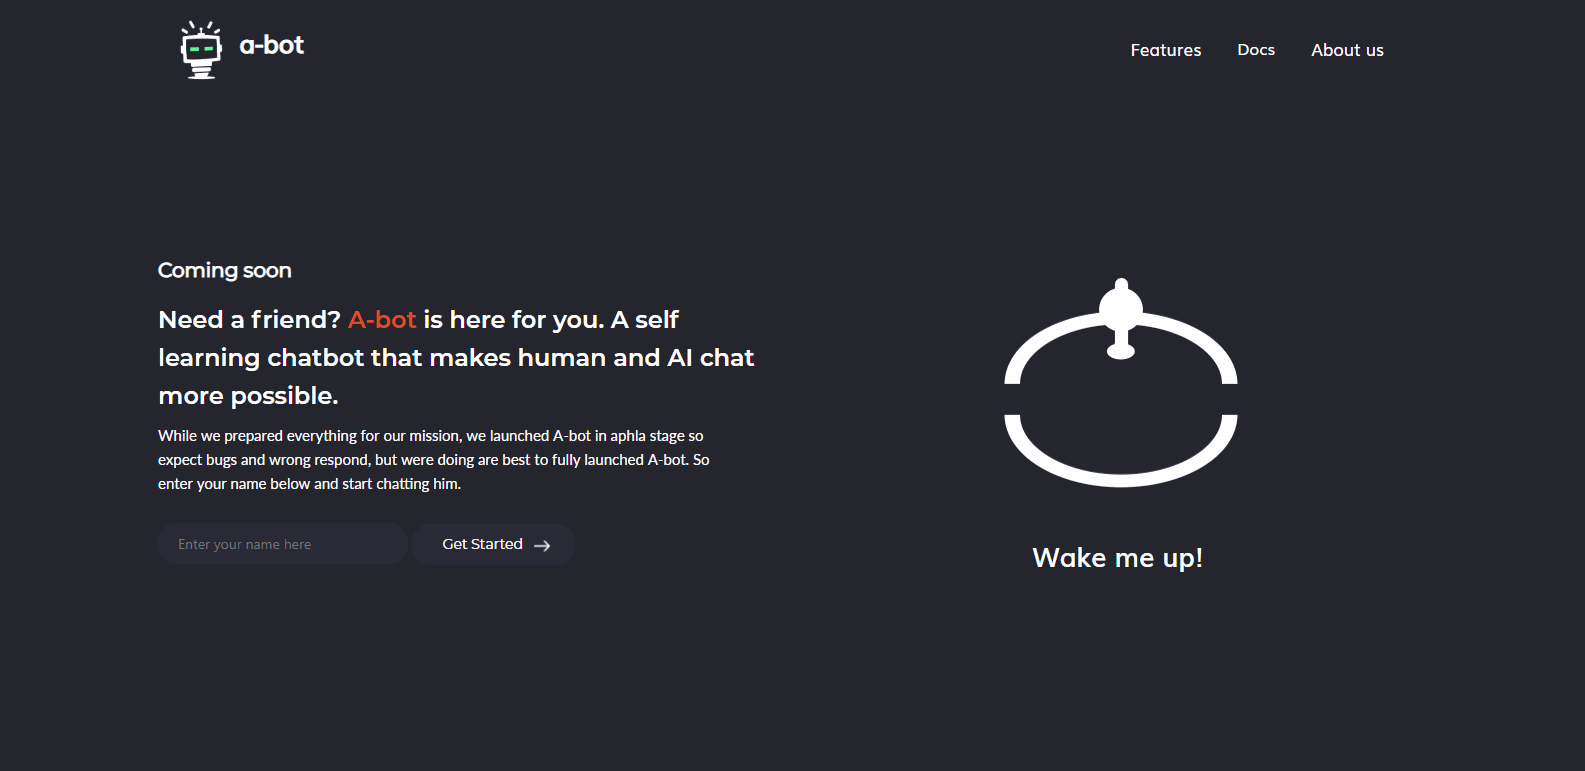 a-bot
Features
Docs
About us
Coming soon
Need a friend? A-bot is here for you. A self
learning chatbot that makes human and AI chat
more possible.
While we prepared everything for our mission, we launched A-bot in aphla stage so
expect bugs and wrong respond, but were doing are best to fully launched A-bot. So
enter your name below and start chatting him.
Enter your name here
Get Started
Wake me up!